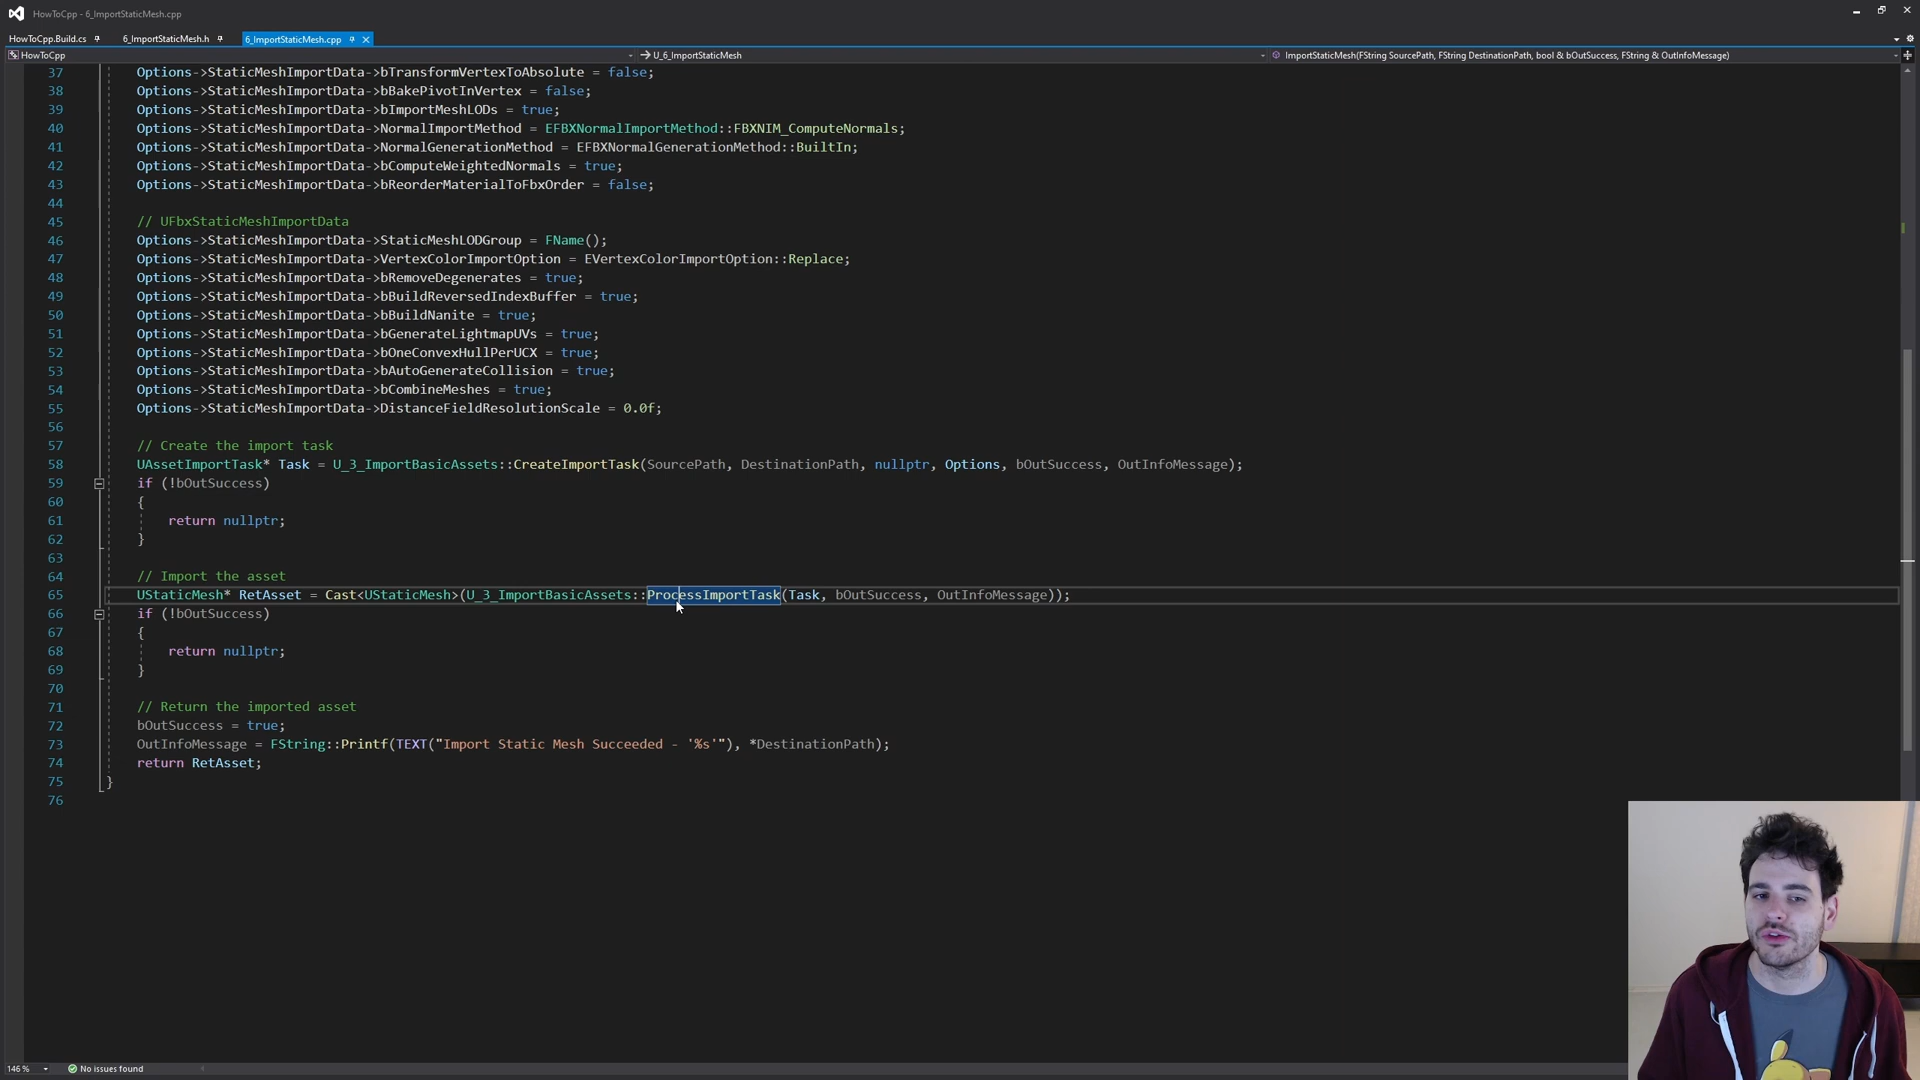 HowToCpp - 6_ImportStaticMesh.cpp
HowToCpp.Build.cs 6_ImportStaticMesh.h 6_ImportStaticMesh.cpp
HowToCpp U_6_ImportStaticMesh ImportStaticMesh(FString SourcePath, FString DestinationPath, bool & bOutSuccess, FString & OutInfoMessage)
37 Options->StaticMeshImportData->bTransformVertexToAbsolute = false;
38 Options->StaticMeshImportData->bBakePivotInVertex = false;
39 Options->StaticMeshImportData->bImportMeshLODs = true;
40 Options->StaticMeshImportData->NormalImportMethod = EFBXNormalImportMethod::FBXNIM_ComputeNormals;
41 Options->StaticMeshImportData->NormalGenerationMethod = EFBXNormalGenerationMethod::BuiltIn;
42 Options->StaticMeshImportData->bComputeWeightedNormals = true;
43 Options->StaticMeshImportData->bReorderMaterialToFbxOrder = false;
44
45 // UFbxStaticMeshImportData
46 Options->StaticMeshImportData->StaticMeshLODGroup = FName();
47 Options->StaticMeshImportData->VertexColorImportOption = EVertexColorImportOption::Replace;
48 Options->StaticMeshImportData->bRemoveDegenerates = true;
49 Options->StaticMeshImportData->bBuildReversedIndexBuffer = true;
50 Options->StaticMeshImportData->bBuildNanite = true;
51 Options->StaticMeshImportData->bGenerateLightmapUVs = true;
52 Options->StaticMeshImportData->bOneConvexHullPerUCX = true;
53 Options->StaticMeshImportData->bAutoGenerateCollision = true;
54 Options->StaticMeshImportData->bCombineMeshes = true;
55 Options->StaticMeshImportData->DistanceFieldResolutionScale = 0.0f;
56
57 // Create the import task
58 UAssetImportTask* Task = U_3_ImportBasicAssets::CreateImportTask(SourcePath, DestinationPath, nullptr, Options, bOutSuccess, OutInfoMessage);
59 if (!bOutSuccess)
60 {
61 return nullptr;
62 }
63
64 // Import the asset
65 UStaticMesh* RetAsset = Cast<UStaticMesh>(U_3_ImportBasicAssets::ProcessImportTask(Task, bOutSuccess, OutInfoMessage));
66 if (!bOutSuccess)
67 {
68 return nullptr;
69 }
70
71 // Return the imported asset
72 bOutSuccess = true;
73 OutInfoMessage = FString::Printf(TEXT("Import Static Mesh Succeeded - '%s'"), *DestinationPath);
74 return RetAsset;
75 }
76
146 % No issues found